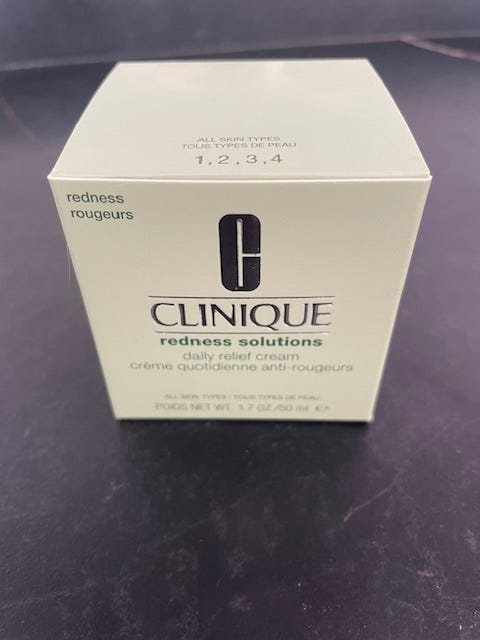 ALL SKIN TYPES
TOUS TYPES DE PEAU
1,2,3,4
redness
rougeurs
C
CLINIQUE
redness solutions
daily relief cream
crème quotidienne anti-rougeurs
ALL SKIN TYPES / TOUS TYPES DE PEAU
POIDS NET WT. 1.7 OZ./50 ml ℮